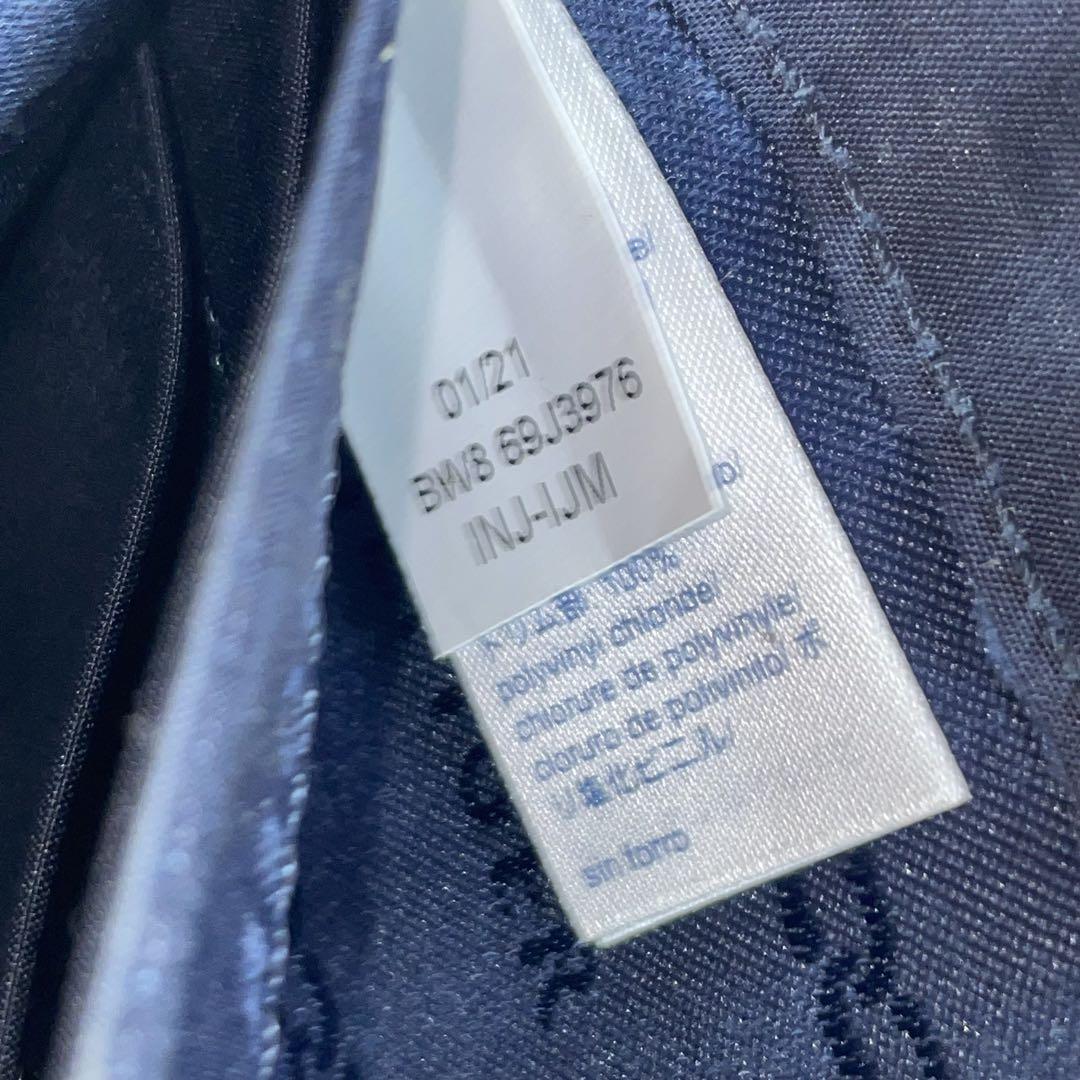 01/21
BW8 69J3976
INJ-IJM
100%
polyvinyl chloride/
chlorure de polyvinyle/
cloruro de polivinilo/ ポ
リ塩化ビニル
sin forro